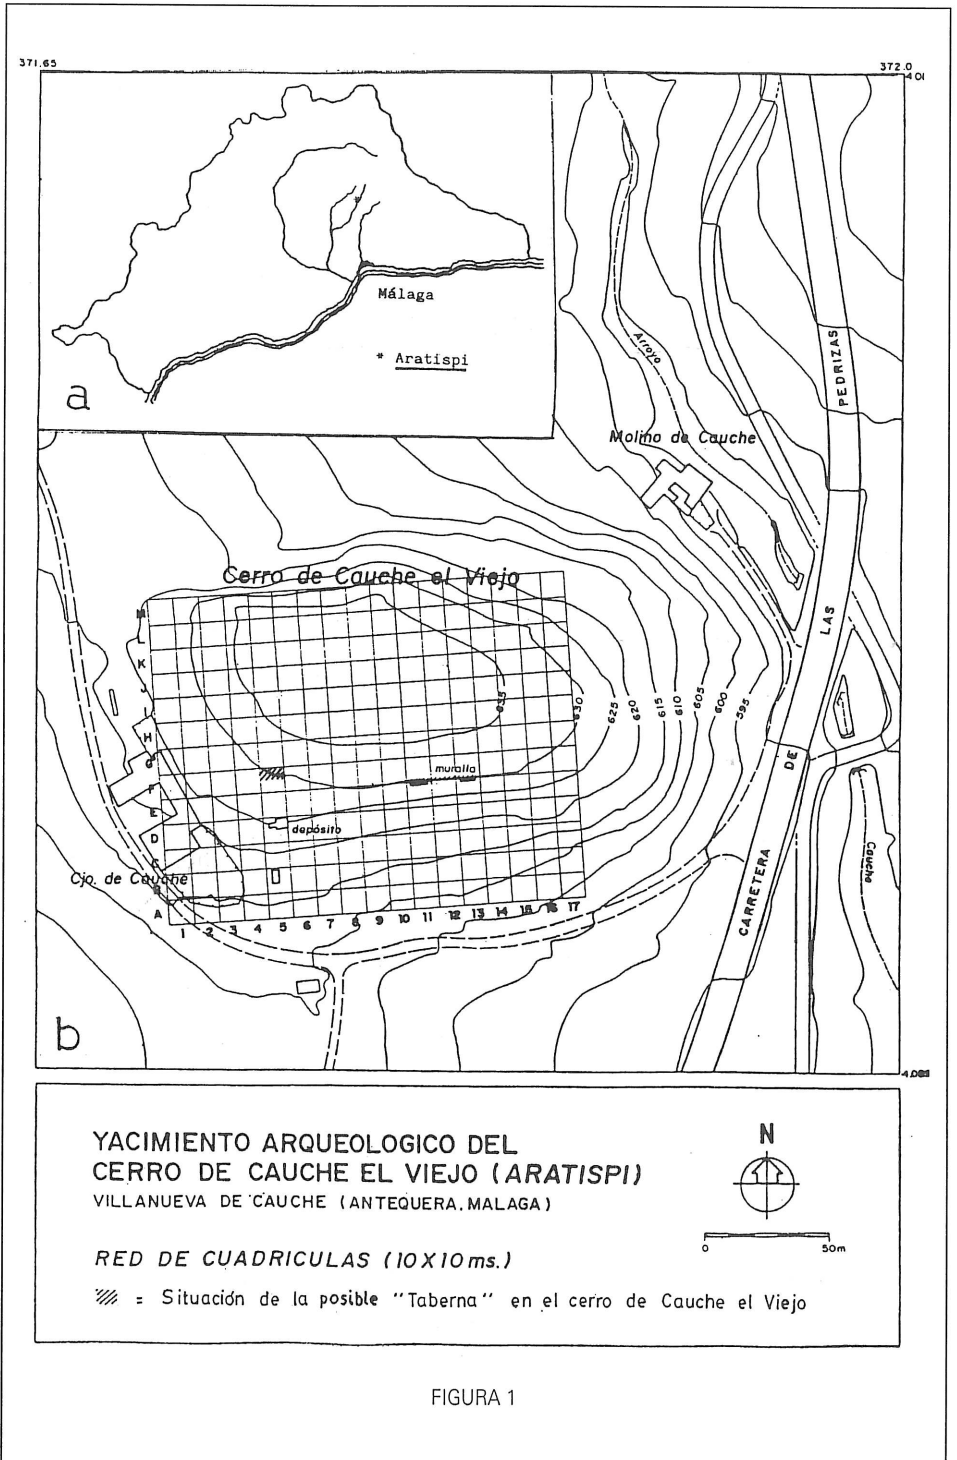 371.65
372.0
4 01
Málaga
* Aratispi
a
Arroyo
Molino de Cauche
PEDRIZAS
LAS
DE
CARRETERA
Cauche
Cerro de Cauche el Viejo
M
L
K
J
I
H
G
F
E
D
C
B
A
635
630
625
620
615
610
605
600
595
muralla
depósito
Cjo. de Cauche
1 2 3 4 5 6 7 8 9 10 11 12 13 14 15 16 17
b
YACIMIENTO ARQUEOLOGICO DEL
CERRO DE CAUCHE EL VIEJO (ARATISPI)
VILLANUEVA DE CAUCHE (ANTEQUERA. MALAGA)
N
0 50m
RED DE CUADRICULAS (10X10 ms.)
= Situación de la posible "Taberna" en el cerro de Cauche el Viejo
FIGURA 1